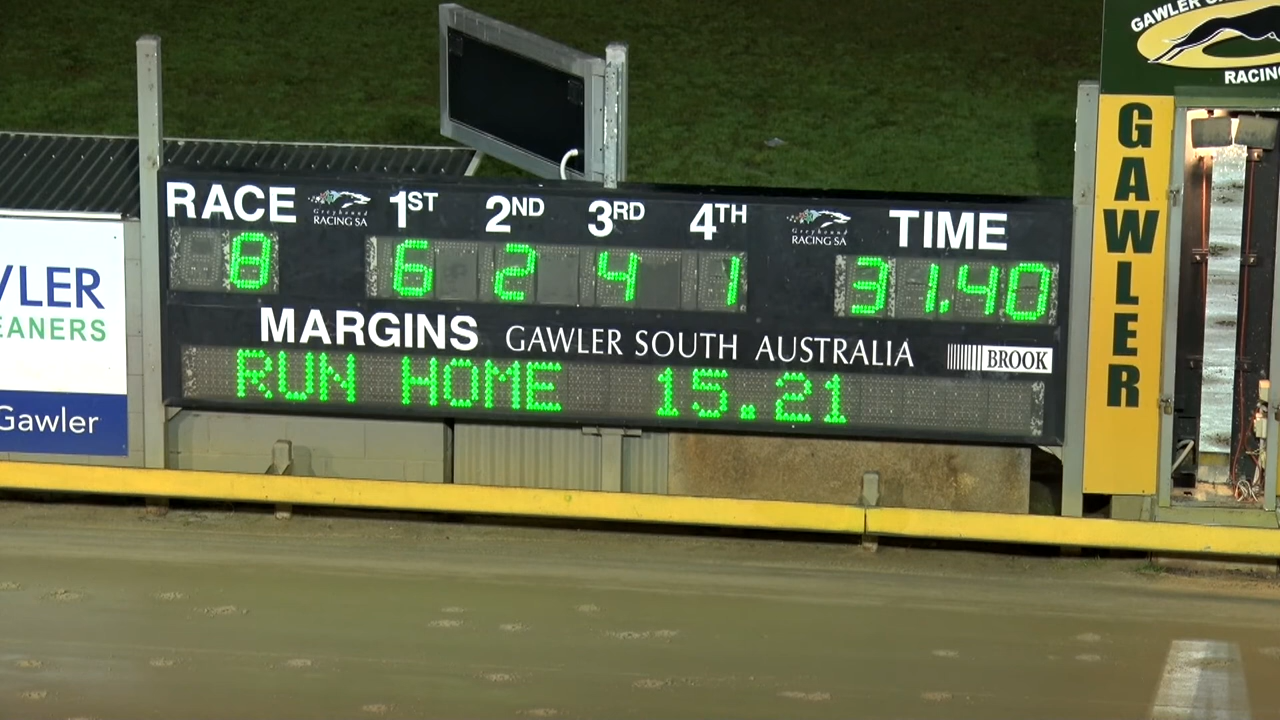 GAWLER
RACING
RACE
Greyhound
RACING SA
1ST 2ND 3RD 4TH
Greyhound
RACING SA
TIME
8 6 2 4 1 31.40
MARGINS GAWLER SOUTH AUSTRALIA BROOK
RUN HOME 15.21
GAWLER
WLER
EANERS
Gawler